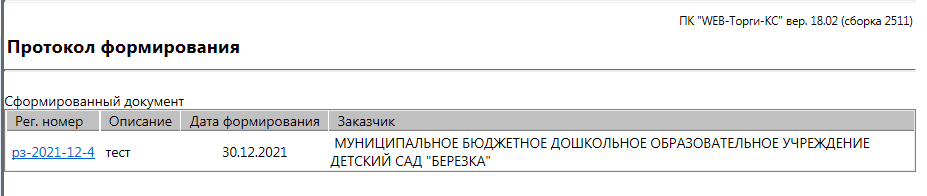 ПК "WEB-Торги-КС" вер. 18.02 (сборка 2511)
Протокол формирования
Сформированный документ
Рег. номер Описание Дата формирования Заказчик
рз-2021-12-4 тест 30.12.2021 МУНИЦИПАЛЬНОЕ БЮДЖЕТНОЕ ДОШКОЛЬНОЕ ОБРАЗОВАТЕЛЬНОЕ УЧРЕЖДЕНИЕ
ДЕТСКИЙ САД "БЕРЕЗКА"